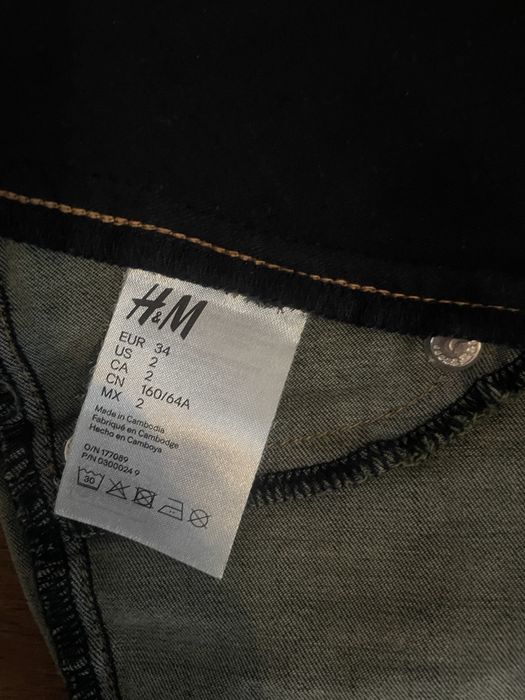 H&M
EUR 34
US 2
CA 2
CN 160/64A
MX 2
Made in Cambodia
Fabriqué en Cambodge
Hecho en Camboya
O/N 177089
P/N 0300024 9
30